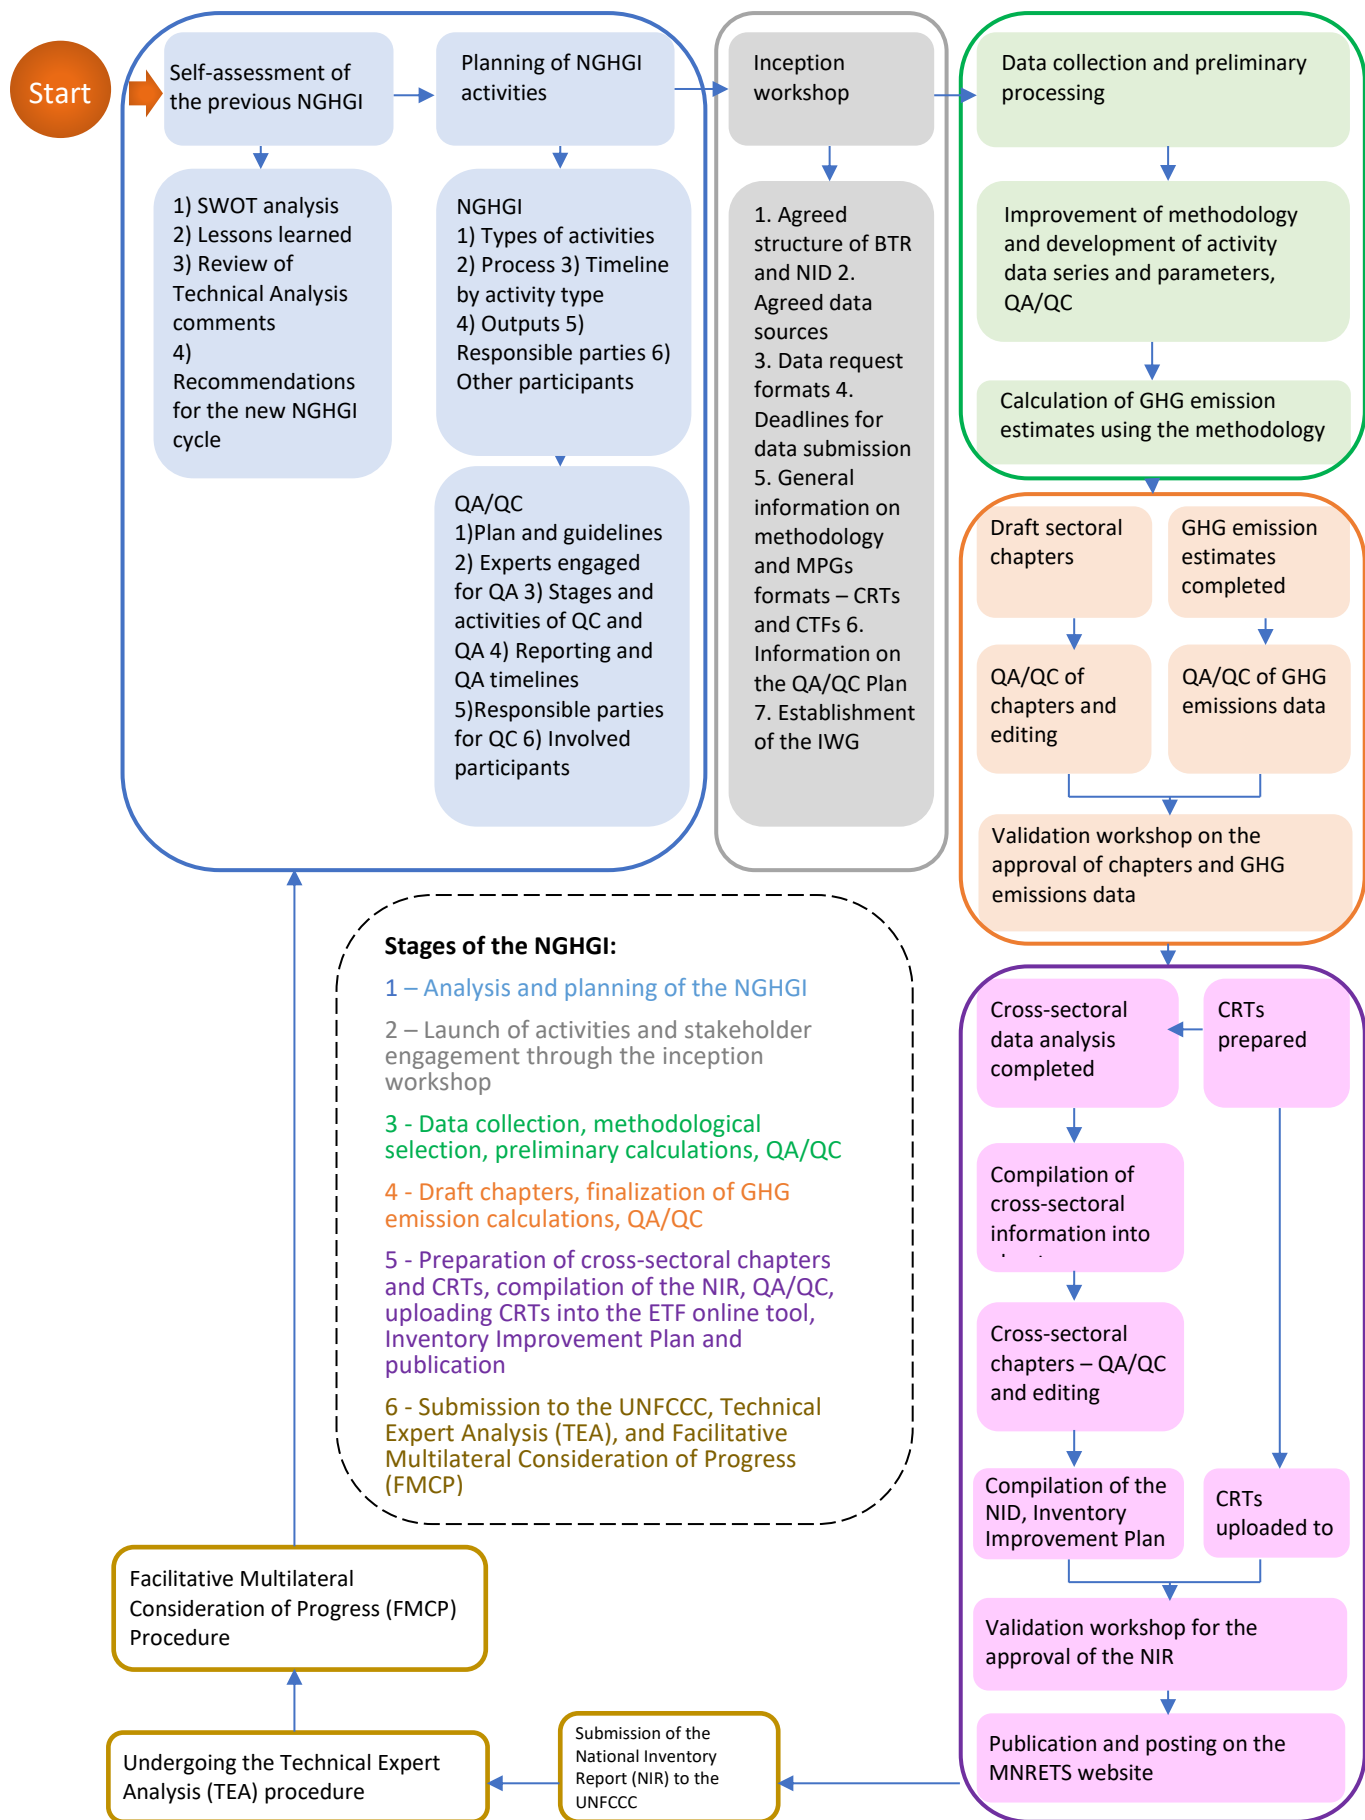 Start
Self-assessment of
the previous NGHGI
1) SWOT analysis
2) Lessons learned
3) Review of
Technical Analysis
comments
4)
Recommendations
for the new NGHGI
cycle
Planning of NGHGI
activities
NGHGI
1) Types of activities
2) Process 3) Timeline
by activity type
4) Outputs 5)
Responsible parties 6)
Other participants
QA/QC
1)Plan and guidelines
2) Experts engaged
for QA 3) Stages and
activities of QC and
QA 4) Reporting and
QA timelines
5)Responsible parties
for QC 6) Involved
participants
Inception
workshop
1. Agreed
structure of BTR
and NID 2.
Agreed data
sources
3. Data request
formats 4.
Deadlines for
data submission
5. General
information on
methodology
and MPGs
formats – CRTs
and CTFs 6.
Information on
the QA/QC Plan
7. Establishment
of the IWG
Data collection and preliminary
processing
Improvement of methodology
and development of activity
data series and parameters,
QA/QC
Calculation of GHG emission
estimates using the methodology
Draft sectoral
chapters
GHG emission
estimates
completed
QA/QC of
chapters and
editing
QA/QC of GHG
emissions data
Validation workshop on the
approval of chapters and GHG
emissions data
Cross-sectoral
data analysis
completed
CRTs
prepared
Compilation of
cross-sectoral
information into
Cross-sectoral
chapters – QA/QC
and editing
Compilation of the
NID, Inventory
Improvement Plan
CRTs
uploaded to
Validation workshop for the
approval of the NIR
Publication and posting on the
MNRETS website
Stages of the NGHGI:
1 – Analysis and planning of the NGHGI
2 – Launch of activities and stakeholder
engagement through the inception
workshop
3 - Data collection, methodological
selection, preliminary calculations, QA/QC
4 - Draft chapters, finalization of GHG
emission calculations, QA/QC
5 - Preparation of cross-sectoral chapters
and CRTs, compilation of the NIR, QA/QC,
uploading CRTs into the ETF online tool,
Inventory Improvement Plan and
publication
6 - Submission to the UNFCCC, Technical
Expert Analysis (TEA), and Facilitative
Multilateral Consideration of Progress
(FMCP)
Facilitative Multilateral
Consideration of Progress (FMCP)
Procedure
Undergoing the Technical Expert
Analysis (TEA) procedure
Submission of the
National Inventory
Report (NIR) to the
UNFCCC